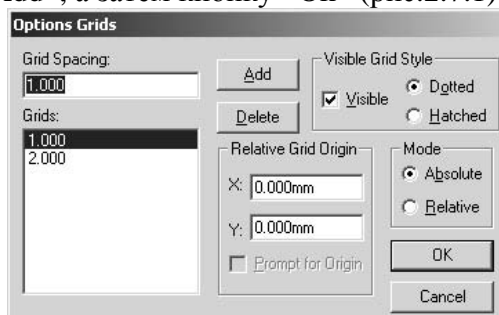 Options Grids
Grid Spacing:
1.000
Add
Delete
Grids:
1.000
2.000
Visible Grid Style
Visible
Dotted
Hatched
Relative Grid Origin
X: 0.000mm
Y: 0.000mm
Prompt for Origin
Mode
Absolute
Relative
OK
Cancel